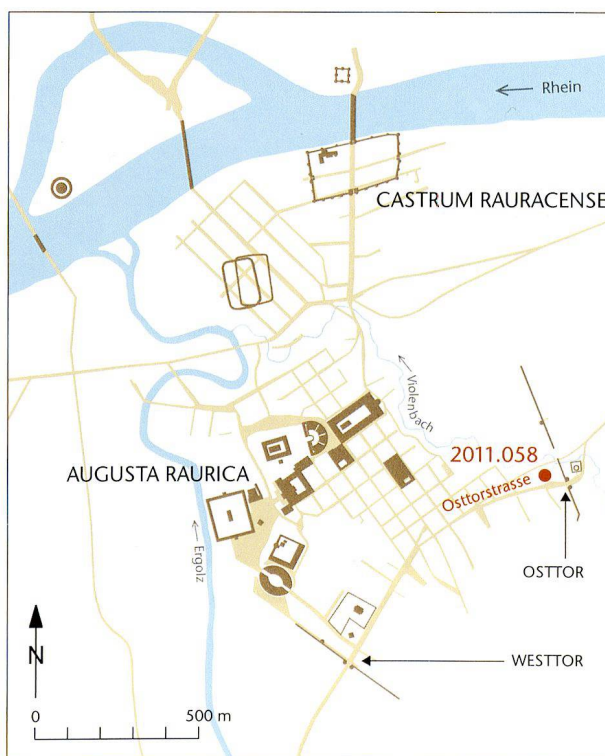 Rhein
CASTRUM RAURACENSE
Violenbach
2011.058
AUGUSTA RAURICA
Osttorstrasse
Ergolz
OSTTOR
WESTTOR
N
0 500 m